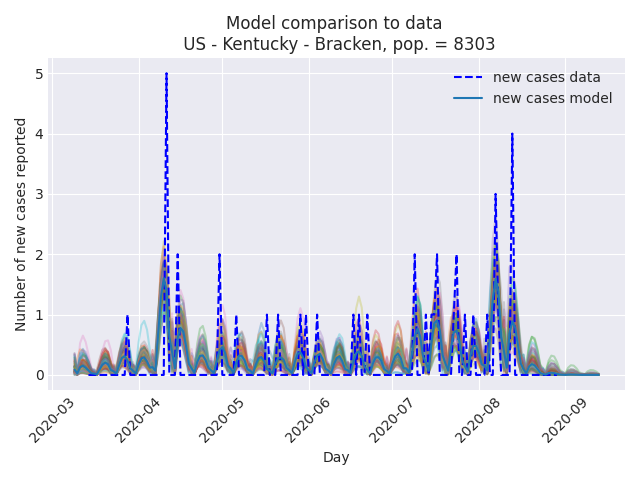 Model comparison to data
US - Kentucky - Bracken, pop. = 8303
new cases data
new cases model
Number of new cases reported
5
4
3
2
1
0
2020-03
2020-04
2020-05
2020-06
2020-07
2020-08
2020-09
Day